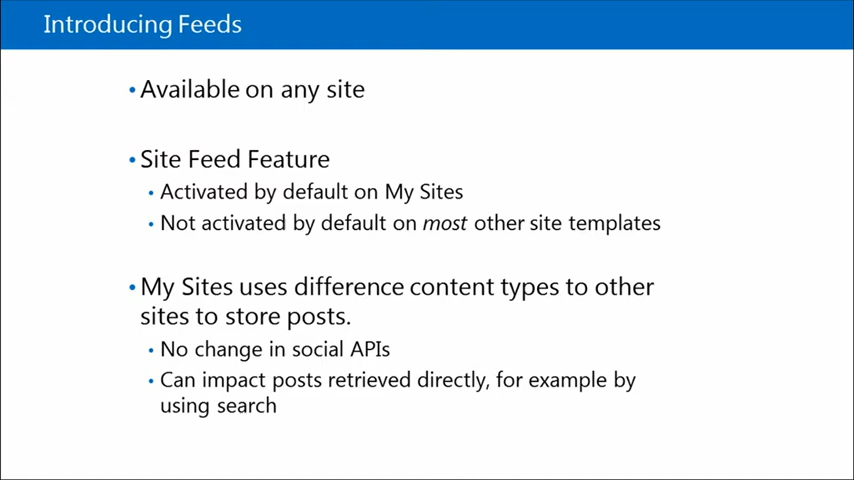 Introducing Feeds
• Available on any site
• Site Feed Feature
• Activated by default on My Sites
• Not activated by default on most other site templates
• My Sites uses difference content types to other
sites to store posts.
• No change in social APIs
• Can impact posts retrieved directly, for example by
using search